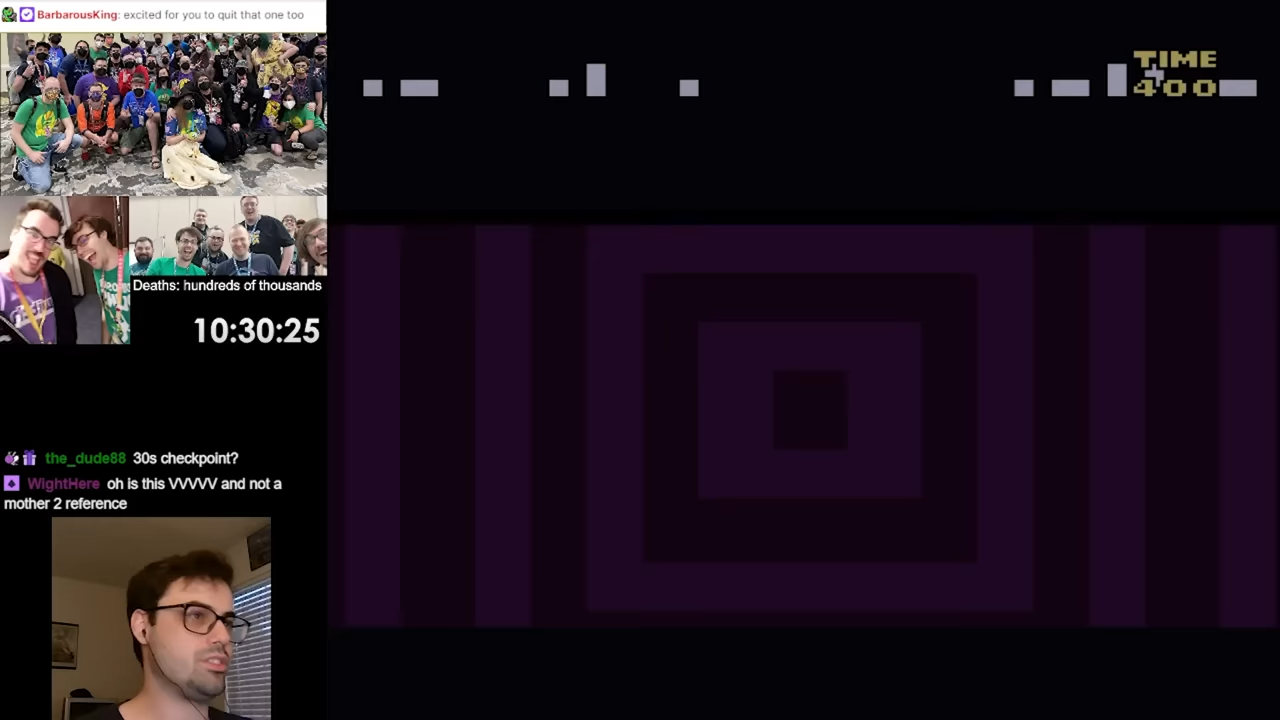 BarbarousKing: excited for you to quit that one too
TIME
400
Deaths: hundreds of thousands
10:30:25
the_dude88 30s checkpoint?
WightHere oh is this VVVVV and not a
mother 2 reference